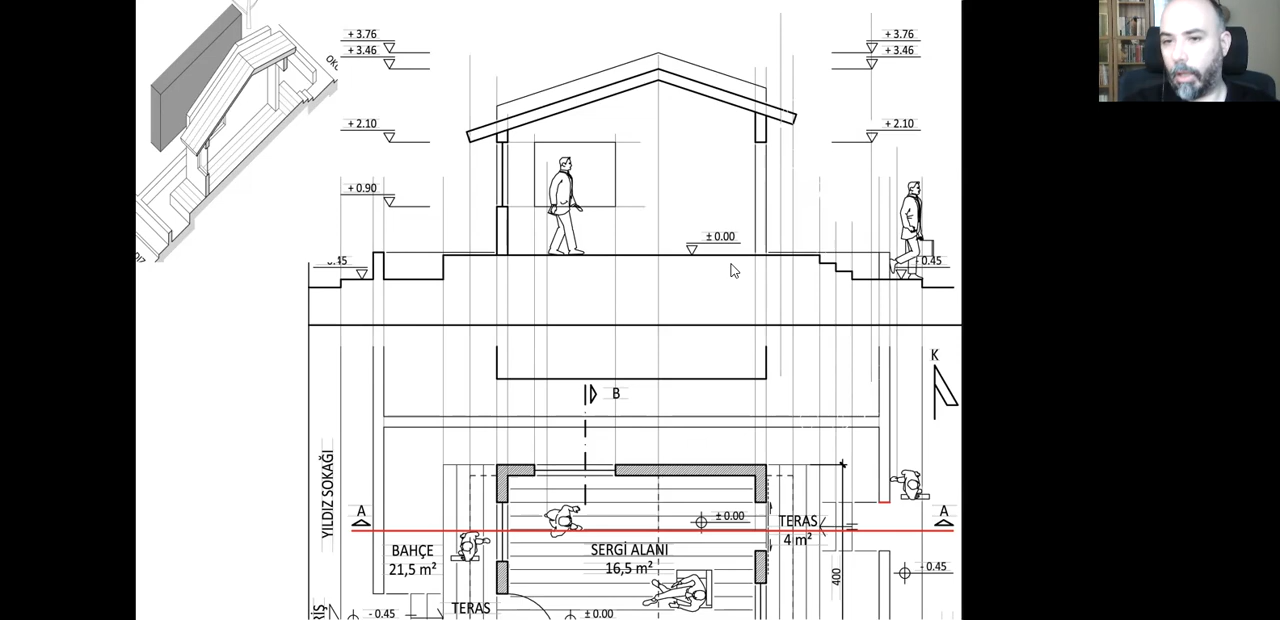 + 3.76
+ 3.46
+ 2.10
+ 0.90
+ 3.76
+ 3.46
+ 2.10
± 0.00
K
B
YILDIZ SOKAĞI
A
A
± 0.00
TERAS
4 m²
BAHÇE
21,5 m²
SERGİ ALANI
16,5 m²
400
- 0.45
TERAS
- 0.45
± 0.00